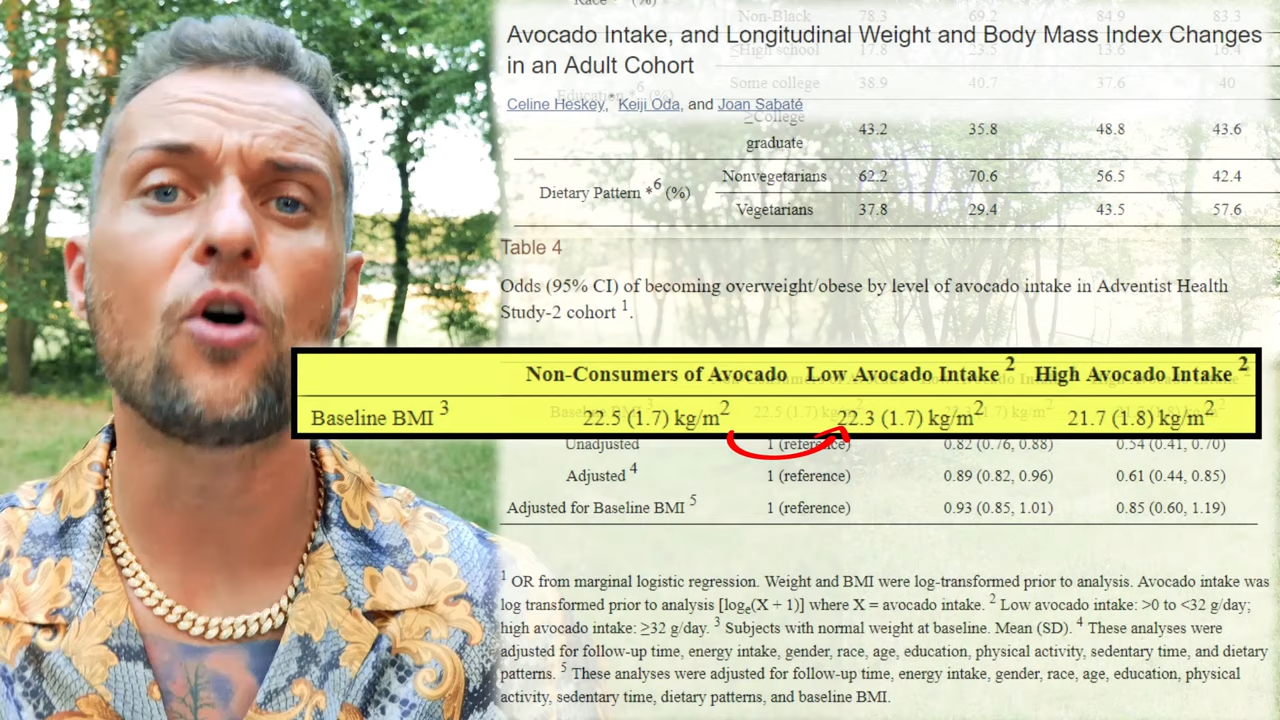 Race (%)
Non-Black 78.3 69.2 84.9 83.3
Avocado Intake, and Longitudinal Weight and Body Mass Index Changes
≤High school 17.8 23.5 13.6 16.4
in an Adult Cohort
Some college 38.9 40.7 37.6 40
Education *6 (%)
Celine Heskey, Keiji Oda, and Joan Sabaté
≥College
graduate 43.2 35.8 48.8 43.6
Nonvegetarians 62.2 70.6 56.5 42.4
Dietary Pattern *6 (%)
Vegetarians 37.8 29.4 43.5 57.6
Table 4
Odds (95% CI) of becoming overweight/obese by level of avocado intake in Adventist Health
Study-2 cohort 1.
Non-Consumers of Avocado Low Avocado Intake 2 High Avocado Intake 2
Baseline BMI 3 22.5 (1.7) kg/m2 22.3 (1.7) kg/m2 21.7 (1.8) kg/m2
Unadjusted 1 (reference) 0.82 (0.76, 0.88) 0.54 (0.41, 0.70)
Adjusted 4 1 (reference) 0.89 (0.82, 0.96) 0.61 (0.44, 0.85)
Adjusted for Baseline BMI 5 1 (reference) 0.93 (0.85, 1.01) 0.85 (0.60, 1.19)
1 OR from marginal logistic regression. Weight and BMI were log-transformed prior to analysis. Avocado intake was
log transformed prior to analysis [loge(X + 1)] where X = avocado intake. 2 Low avocado intake: >0 to <32 g/day;
high avocado intake: ≥32 g/day. 3 Subjects with normal weight at baseline. Mean (SD). 4 These analyses were
adjusted for follow-up time, energy intake, gender, race, age, education, physical activity, sedentary time, and dietary
patterns. 5 These analyses were adjusted for follow-up time, energy intake, gender, race, age, education, physical
activity, sedentary time, dietary patterns, and baseline BMI.